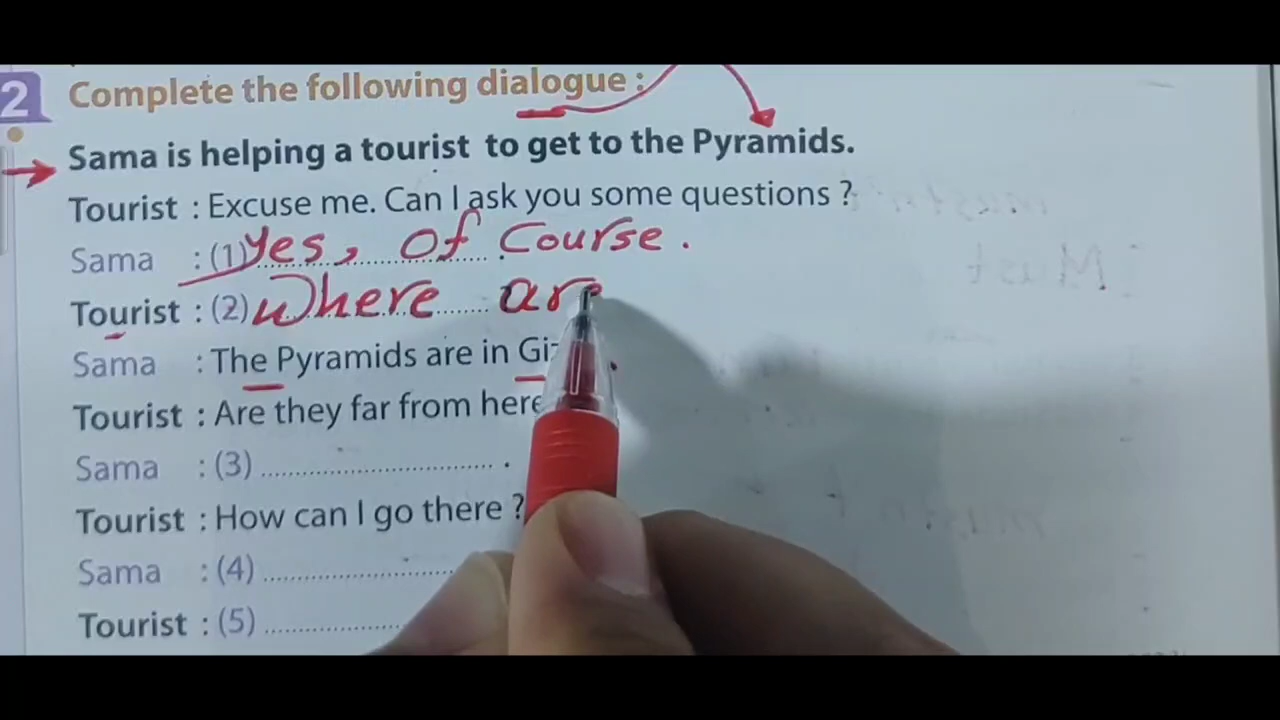 2 Complete the following dialogue :
Sama is helping a tourist to get to the Pyramids.
Tourist : Excuse me. Can I ask you some questions ?
Sama : (1) Yes, of Course .
Tourist : (2) Where are
Sama : The Pyramids are in
Tourist : Are they far from here
Sama : (3) .
Tourist : How can I go there ?
Sama : (4)
Tourist : (5)